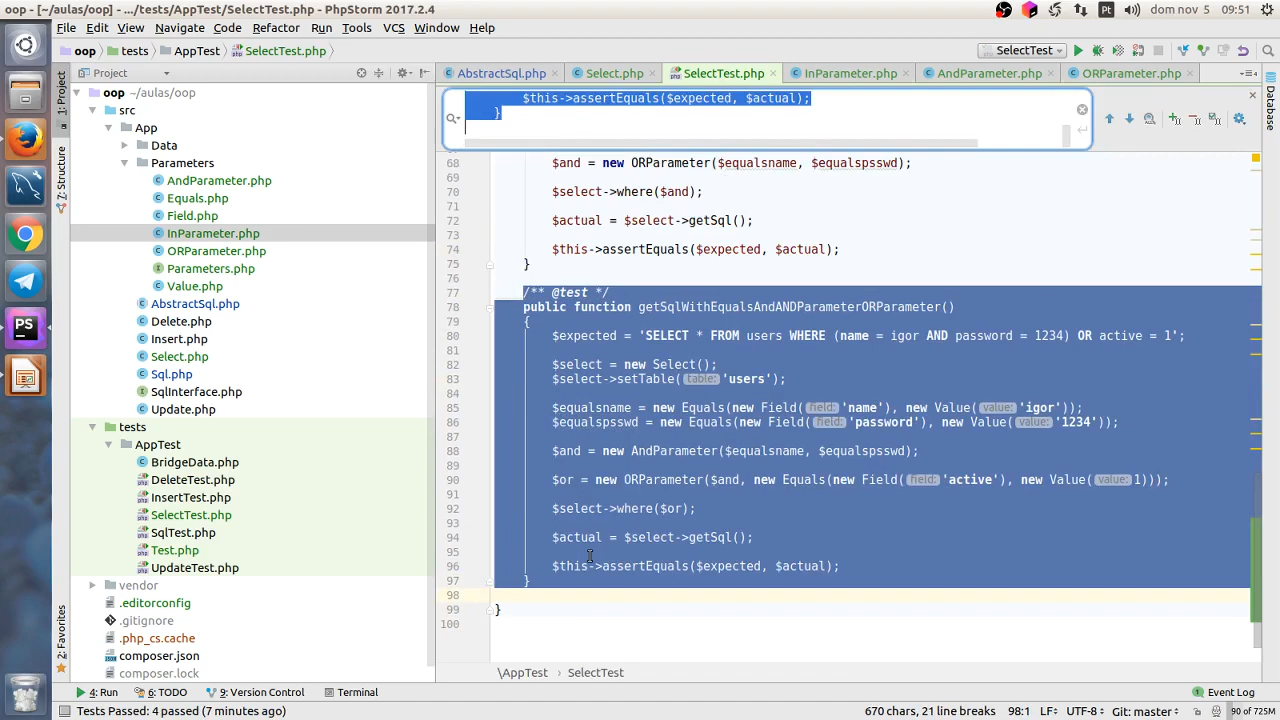 oop - [~/aulas/oop] - .../tests/AppTest/SelectTest.php - PhpStorm 2017.2.4
Pt
dom nov 5 09:51
File Edit View Navigate Code Refactor Run Tools VCS Window Help
oop tests AppTest SelectTest.php
SelectTest
Project
AbstractSql.php Select.php SelectTest.php InParameter.php AndParameter.php ORParameter.php
1: Project
7: Structure
2: Favorites
Database
oop ~/aulas/oop
src
App
Data
Parameters
AndParameter.php
Equals.php
Field.php
InParameter.php
ORParameter.php
Parameters.php
Value.php
AbstractSql.php
Delete.php
Insert.php
Select.php
Sql.php
SqlInterface.php
Update.php
tests
AppTest
BridgeData.php
DeleteTest.php
InsertTest.php
SelectTest.php
SqlTest.php
Test.php
UpdateTest.php
vendor
.editorconfig
.gitignore
.php_cs.cache
composer.json
composer.lock
$this->assertEquals($expected, $actual);
}
68 $and = new ORParameter($equalsname, $equalspsswd);
69
70 $select->where($and);
71
72 $actual = $select->getSql();
73
74 $this->assertEquals($expected, $actual);
75 }
76
77 /** @test */
78 public function getSqlWithEqualsAndANDParameterORParameter()
79 {
80 $expected = 'SELECT * FROM users WHERE (name = igor AND password = 1234) OR active = 1';
81
82 $select = new Select();
83 $select->setTable( table: 'users');
84
85 $equalsname = new Equals(new Field( field: 'name'), new Value( value: 'igor'));
86 $equalspsswd = new Equals(new Field( field: 'password'), new Value( value: '1234'));
87
88 $and = new AndParameter($equalsname, $equalspsswd);
89
90 $or = new ORParameter($and, new Equals(new Field( field: 'active'), new Value( value: 1)));
91
92 $select->where($or);
93
94 $actual = $select->getSql();
95
96 $this->assertEquals($expected, $actual);
97 }
98
99 }
100
\AppTest SelectTest
4: Run 6: TODO 9: Version Control Terminal Event Log
Tests Passed: 4 passed (7 minutes ago) 670 chars, 21 line breaks 98:1 LF÷ UTF-8÷ Git: master÷ 90 of 725M